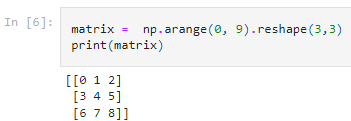 In [6]:
matrix =  np.arange(0, 9).reshape(3,3)
print(matrix)
[[0 1 2]
 [3 4 5]
 [6 7 8]]